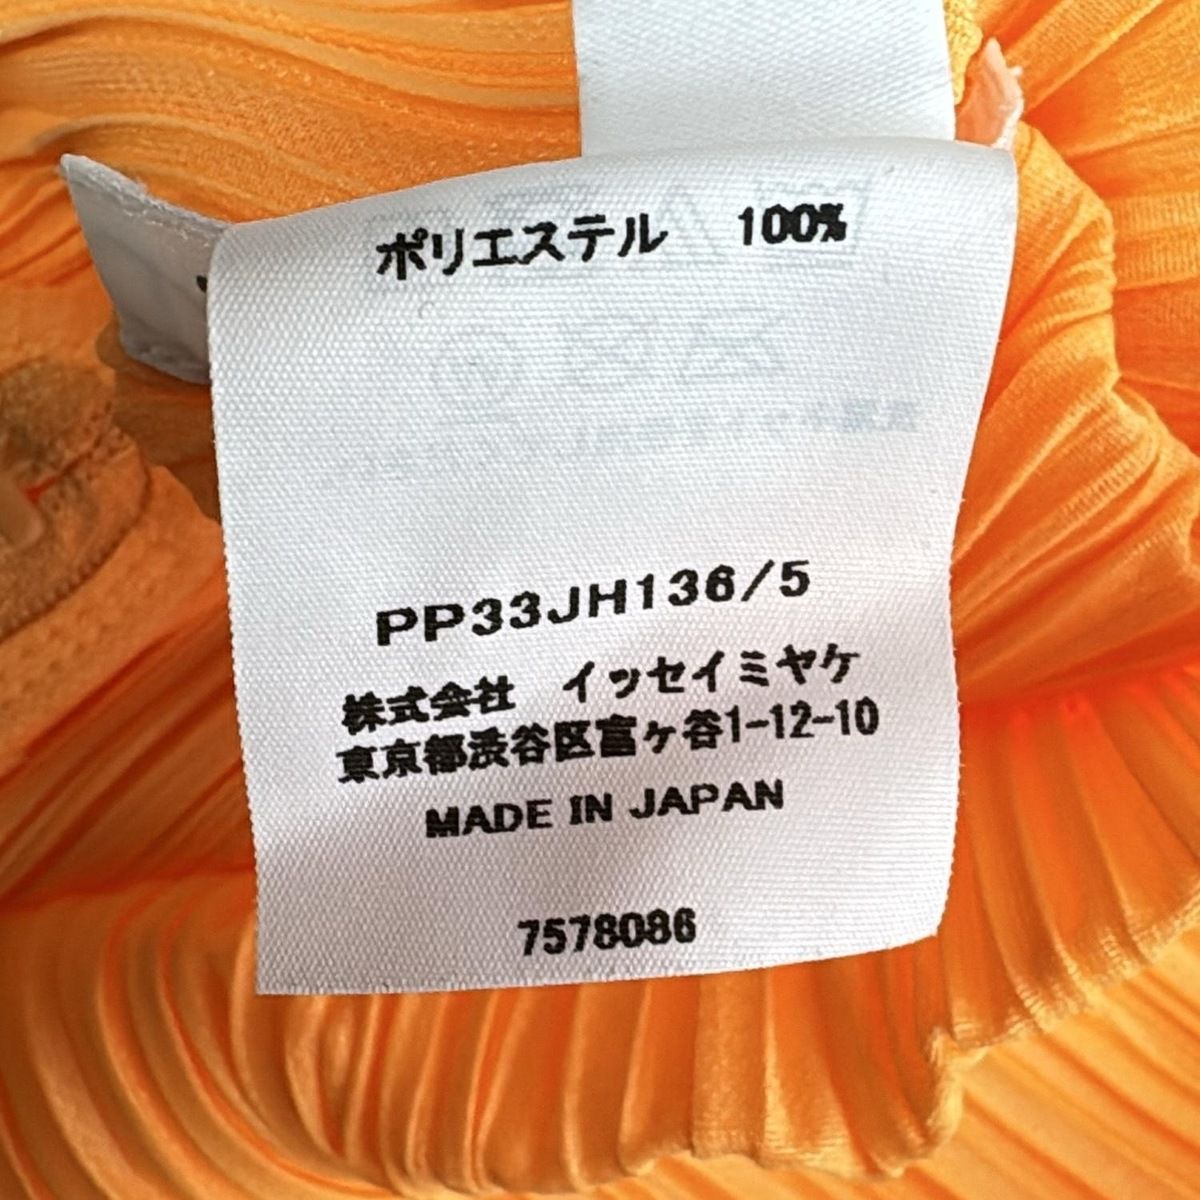 ポリエステル 100%
PP33JH136/5
株式会社 イッセイミヤケ
東京都渋谷区富ヶ谷1-12-10
MADE IN JAPAN
7578086